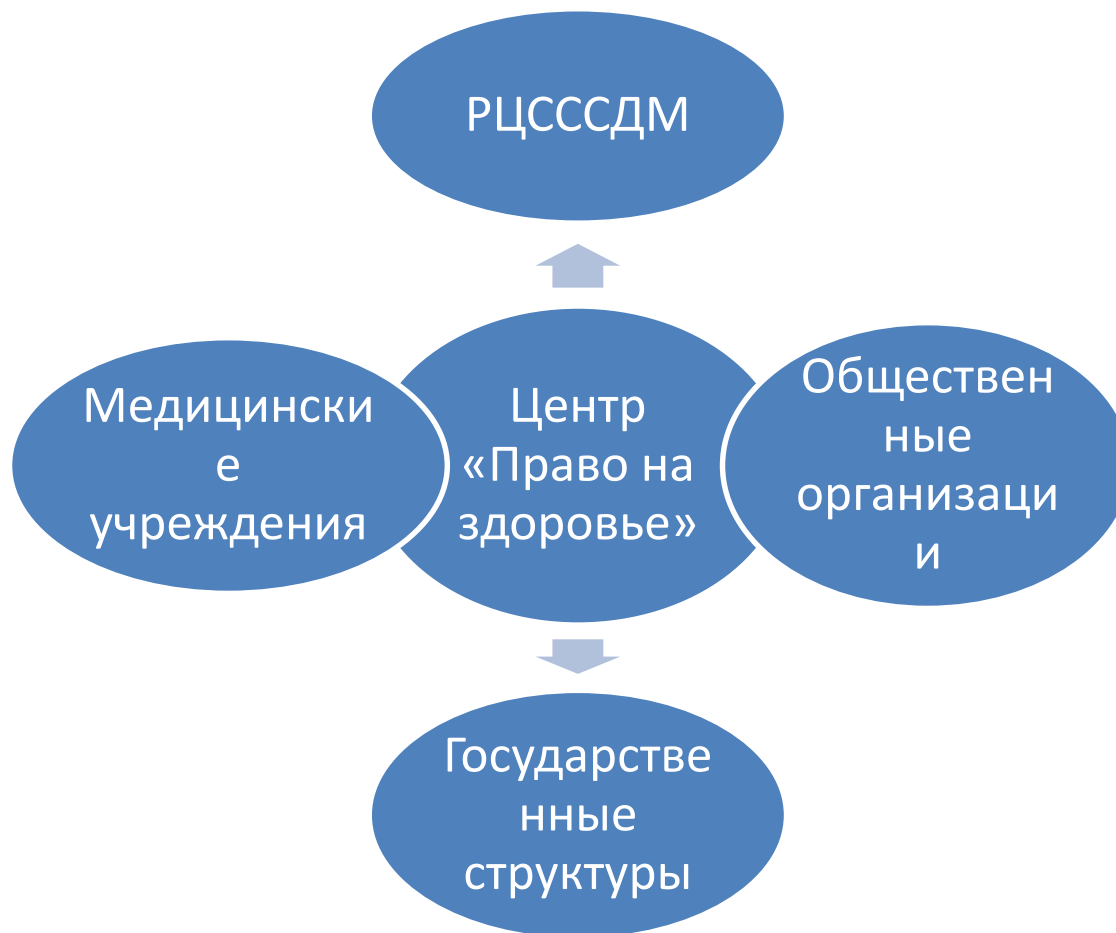 РЦСССДМ
Медицински
е
учреждения
Центр
«Право на
здоровье»
Обществен
ные
организаци
и
Государстве
нные
структуры